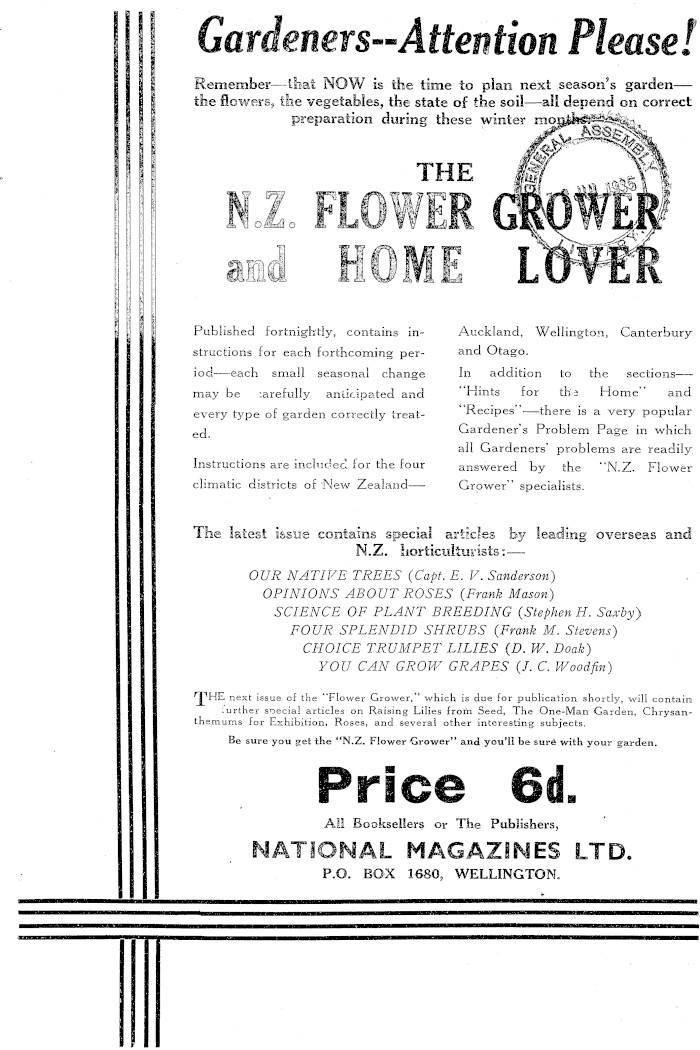 Gardeners--Attention Please!
Remember—that NOW is the time to plan next season's garden—
the flowers, the vegetables, the state of the soil—all depend on correct
preparation during these winter months.
GENERAL ASSEMBLY
1935
THE
N.Z. FLOWER GROWER
and HOME LOVER
Published fortnightly, contains in-
structions for each forthcoming per-
iod—each small seasonal change
may be :arefully anticipated and
every type of garden correctly treat-
ed.
Instructions are included for the four
climatic districts of New Zealand—
Auckland, Wellington, Canterbury
and Otago.
In addition to the sections—
"Hints for the Home" and
"Recipes"—there is a very popular
Gardener's Problem Page in which
all Gardeners' problems are readily
answered by the "N.Z. Flower
Grower" specialists.
The latest issue contains special articles by leading overseas and
N.Z. horticulturists:—
OUR NATIVE TREES (Capt. E. V. Sanderson)
OPINIONS ABOUT ROSES (Frank Mason)
SCIENCE OF PLANT BREEDING (Stephen H. Saxby)
FOUR SPLENDID SHRUBS (Frank M. Stevens)
CHOICE TRUMPET LILIES (D. W. Doak)
YOU CAN GROW GRAPES (J. C. Woodfin)
THE next issue of the "Flower Grower," which is due for publication shortly, will contain
further special articles on Raising Lilies from Seed, The One-Man Garden, Chrysan-
themums for Exhibition, Roses, and several other interesting subjects.
Be sure you get the "N.Z. Flower Grower" and you'll be sure with your garden.
Price 6d.
All Booksellers or The Publishers,
NATIONAL MAGAZINES LTD.
P.O. BOX 1680, WELLINGTON.